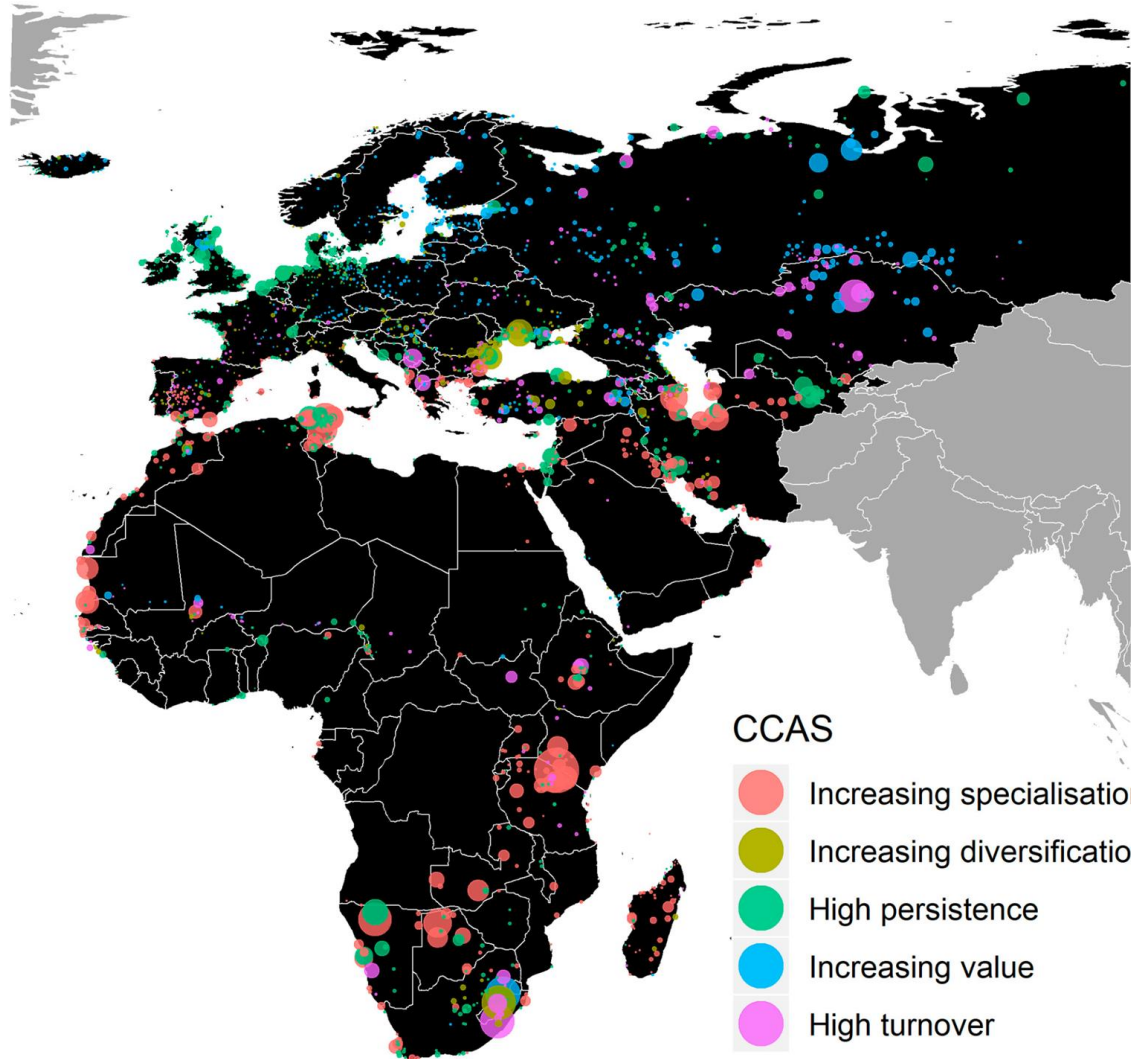 CCAS
Increasing specialisatio
Increasing diversificatio
High persistence
Increasing value
High turnover